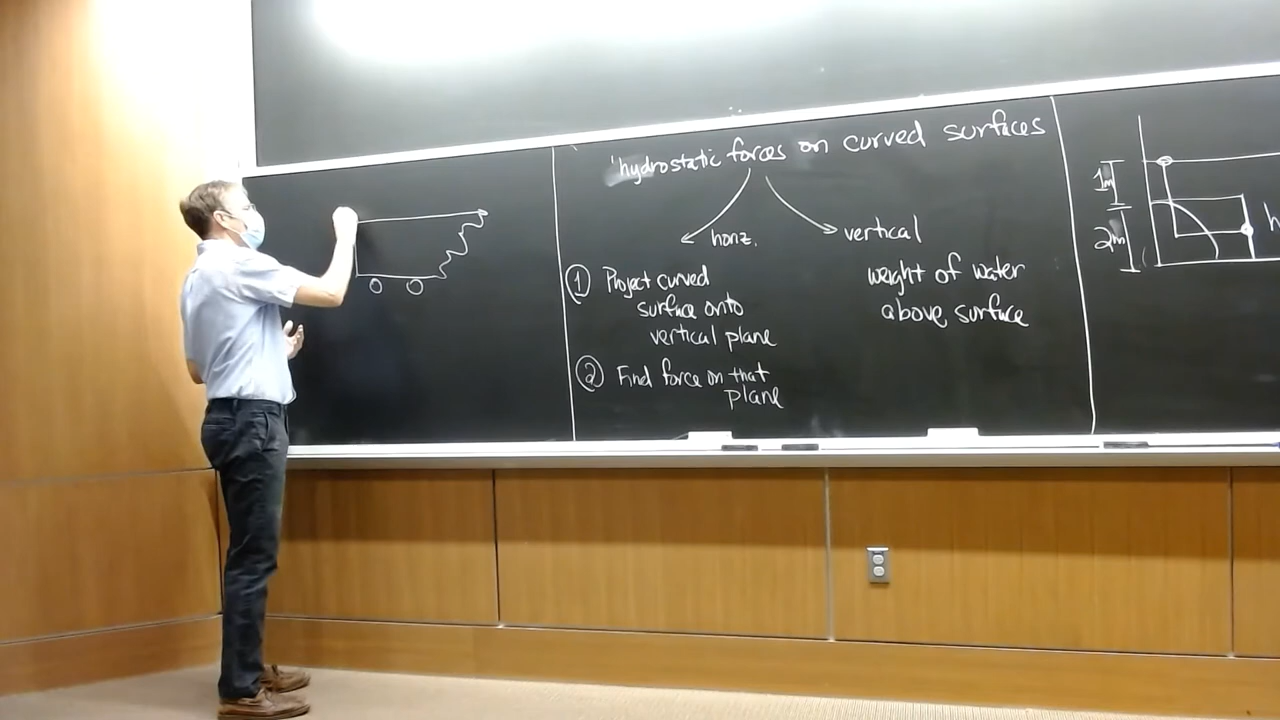 hydrostatic forces on curved surfaces
horiz.
vertical
① Project curved
surface onto
vertical plane
② Find force on that
plane
weight of water
above surface
1m
2m
h